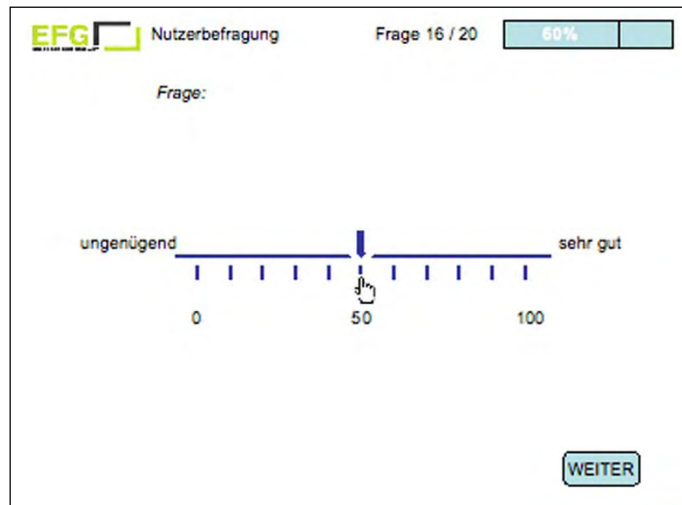 EFG Nutzerbefragung Frage 16 / 20 60%
Frage:
ungenügend sehr gut
0 50 100
WEITER